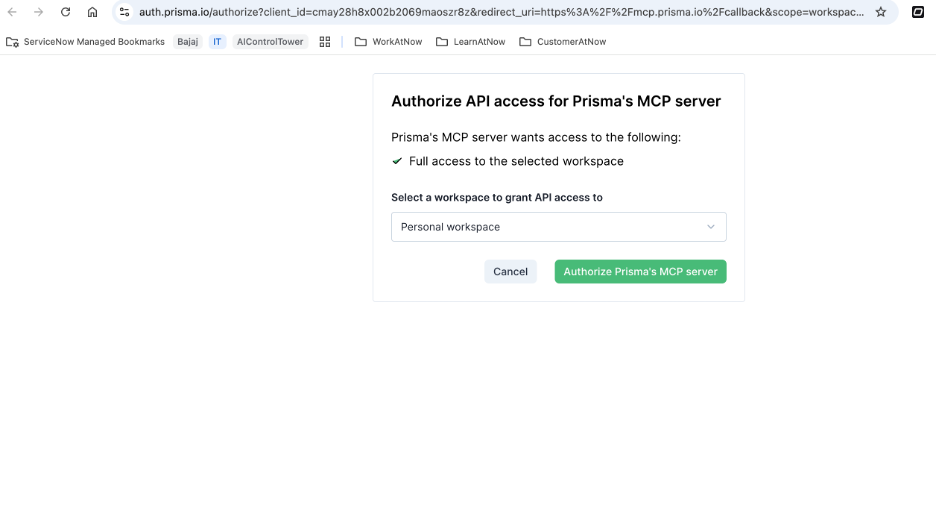 auth.prisma.io/authorize?client_id=cmay28h8x002b2069maoszr8z&redirect_uri=https%3A%2F%2Fmcp.prisma.io%2Fcallback&scope=workspac...
ServiceNow Managed Bookmarks Bajaj IT AIControlTower WorkAtNow LearnAtNow CustomerAtNow
Authorize API access for Prisma's MCP server
Prisma's MCP server wants access to the following:
Full access to the selected workspace
Select a workspace to grant API access to
Personal workspace
Cancel Authorize Prisma's MCP server